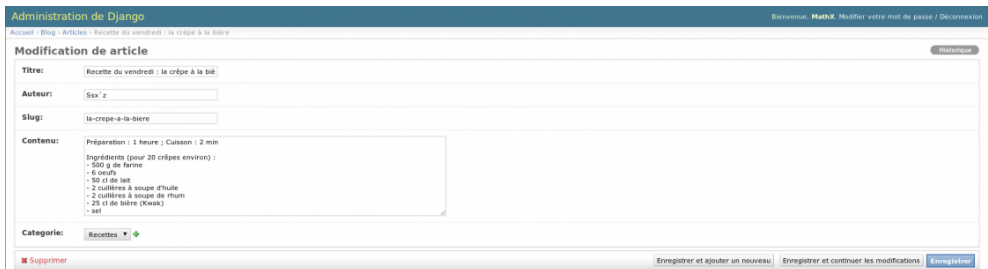 Administration de Django
Bienvenue, MathX. Modifier votre mot de passe / Déconnexion
Accueil › Blog › Articles › Recette du vendredi : la crêpe à la bière
Modification de article
Historique
Titre: Recette du vendredi : la crêpe à la biè
Auteur: Ssx`z
Slug: la-crepe-a-la-biere
Contenu: Préparation : 1 heure ; Cuisson : 2 min
Ingrédients (pour 20 crêpes environ) :
- 500 g de farine
- 6 oeufs
- 50 cl de lait
- 2 cuillères à soupe d'huile
- 2 cuillères à soupe de rhum
- 25 cl de bière (Kwak)
- sel
Categorie: Recettes
Supprimer
Enregistrer et ajouter un nouveau
Enregistrer et continuer les modifications
Enregistrer